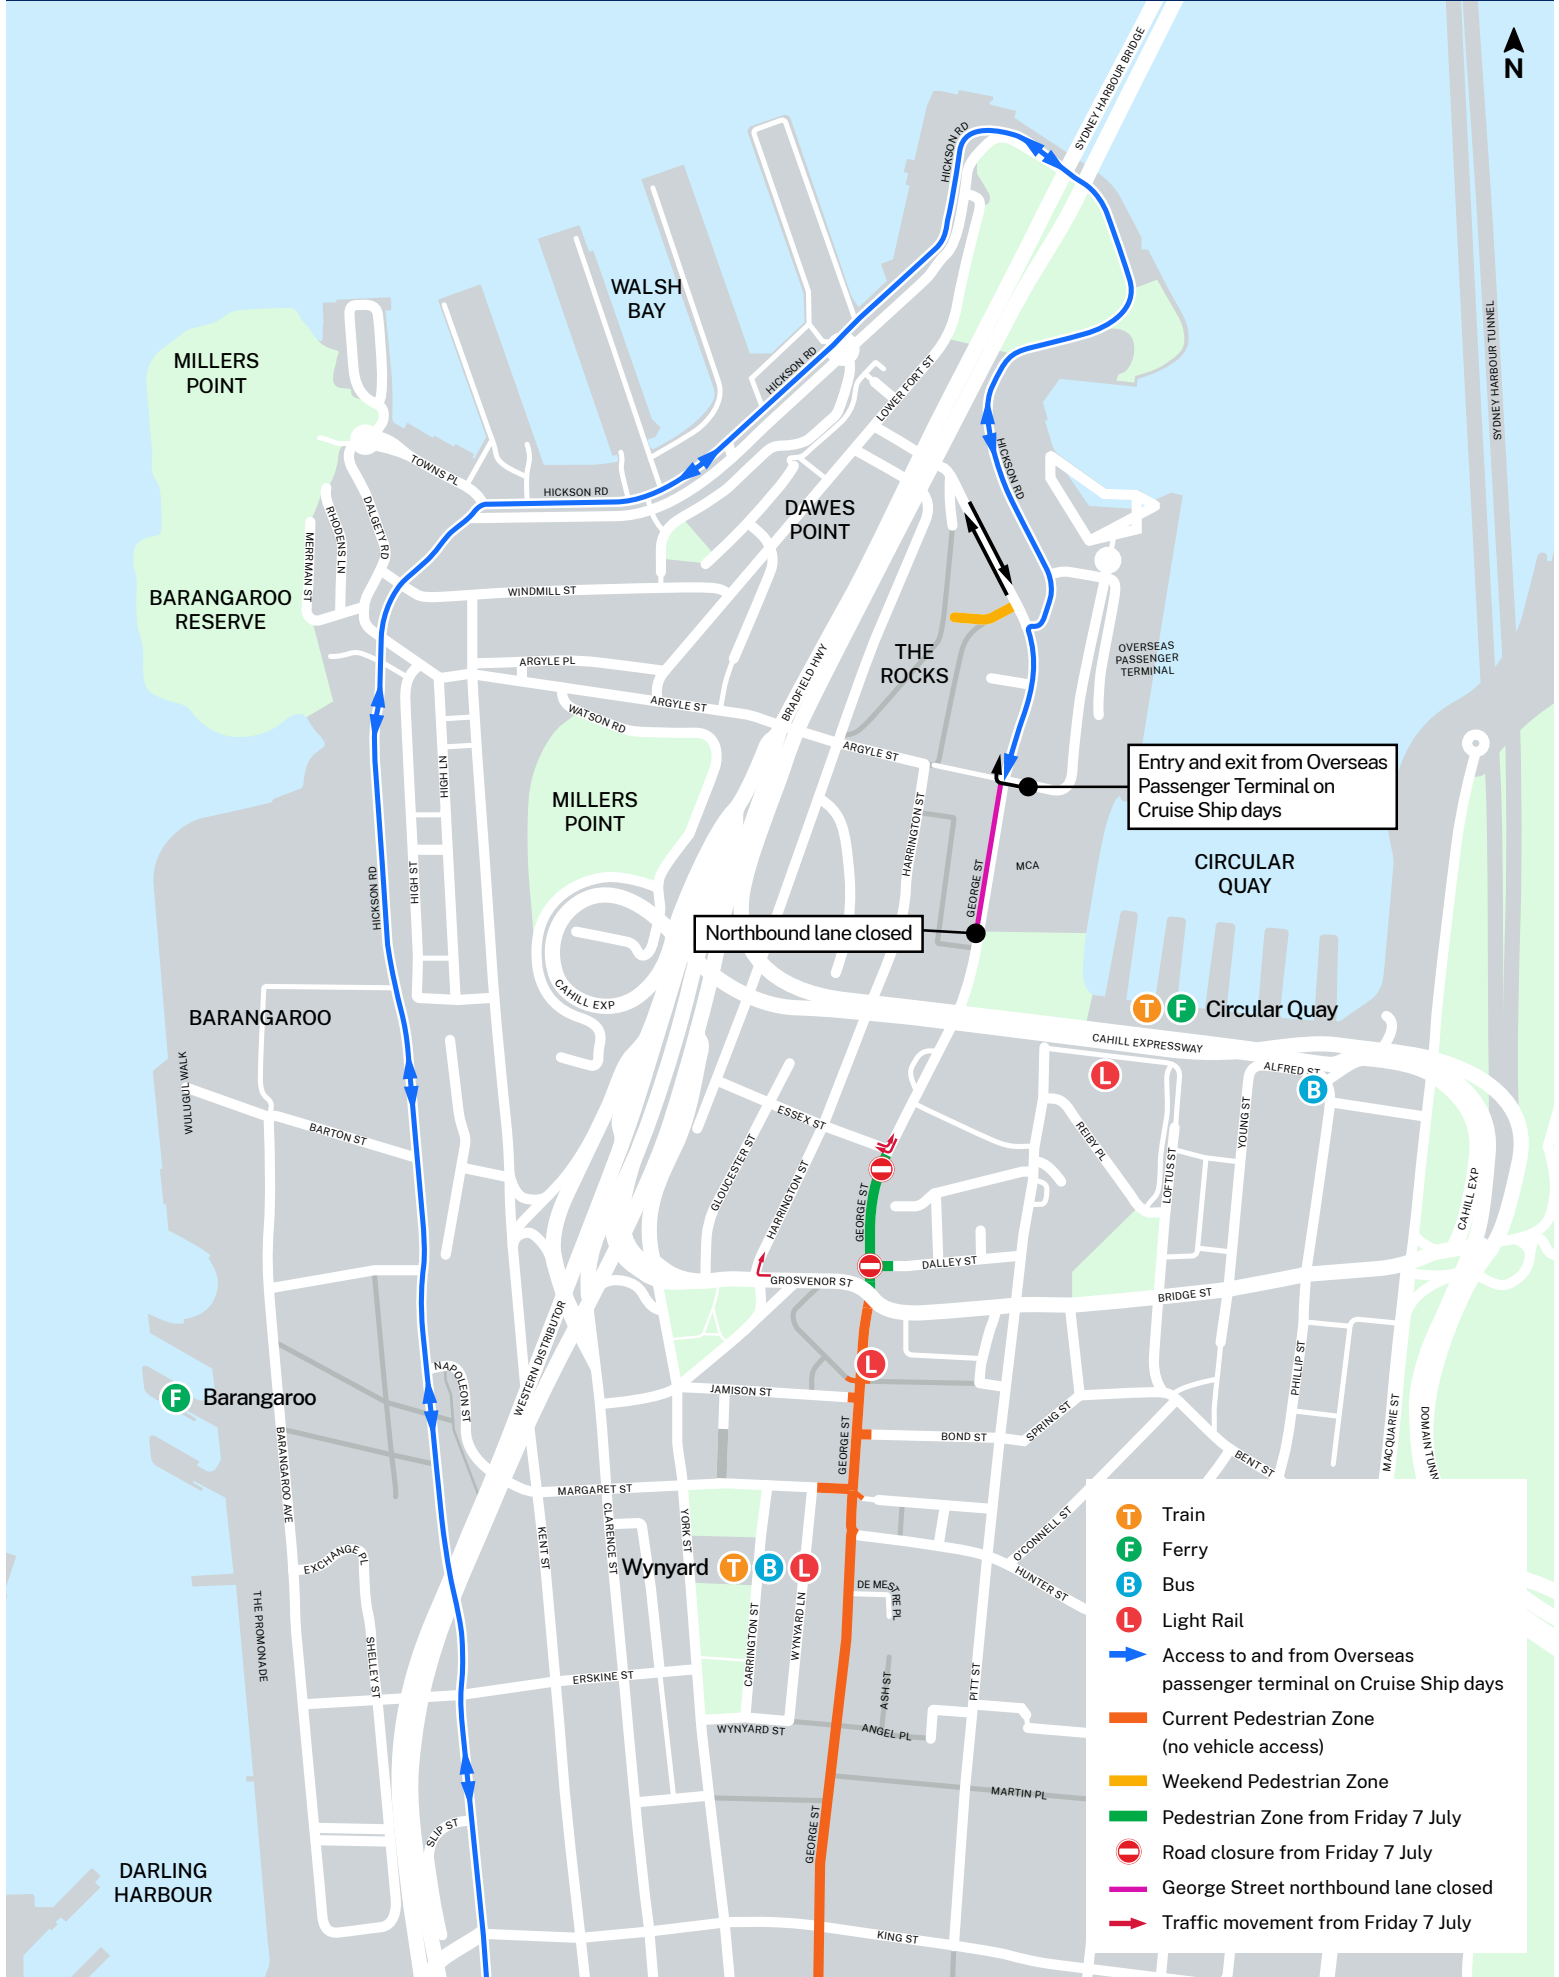 N
SYDNEY HARBOUR BRIDGE
HICKSON RD
WALSH
BAY
SYDNEY HARBOUR TUNNEL
MILLERS
POINT
HICKSON RD
LOWER FORT ST
TOWNS PL
HICKSON RD
HICKSON RD
DAWES
POINT
DALGETY RD
RHODENS LN
MERRMAN ST
WINDMILL ST
BARANGAROO
RESERVE
THE
ROCKS
OVERSEAS
PASSENGER
TERMINAL
ARGYLE PL
BRADFIELD HWY
ARGYLE ST
WATSON RD
ARGYLE ST
HIGH LN
Entry and exit from Overseas
Passenger Terminal on
Cruise Ship days
MILLERS
POINT
HARRINGTON ST
HICKSON RD
HIGH ST
GEORGE ST
MCA
CIRCULAR
QUAY
Northbound lane closed
CAHILL EXP
BARANGAROO
T F Circular Quay
CAHILL EXPRESSWAY
ALFRED ST
L
B
WULUGUL WALK
BARTON ST
ESSEX ST
GLOUCESTER ST
HARRINGTON ST
GEORGE ST
REIBY PL
LOFTUS ST
YOUNG ST
CAHILL EXP
DALLEY ST
GROSVENOR ST
BRIDGE ST
WESTERN DISTRIBUTOR
L
NAPOLEON ST
F Barangaroo
JAMISON ST
GEORGE ST
BOND ST
SPRING ST
PHILLIP ST
MACQUARIE ST
DOMAIN TUNN
BENT ST
BARANGAROO AVE
MARGARET ST
KENT ST
CLARENCE ST
YORK ST
O'CONNELL ST
HUNTER ST
EXCHANGE PL
Wynyard T B L
DE MESTRE PL
THE PROMONADE
SHELLEY ST
ERSKINE ST
CARRINGTON ST
WYNYARD LN
ASH ST
PITT ST
WYNYARD ST
ANGEL PL
MARTIN PL
SLIP ST
GEORGE ST
DARLING
HARBOUR
KING ST
T Train
F Ferry
B Bus
L Light Rail
Access to and from Overseas
passenger terminal on Cruise Ship days
Current Pedestrian Zone
(no vehicle access)
Weekend Pedestrian Zone
Pedestrian Zone from Friday 7 July
Road closure from Friday 7 July
George Street northbound lane closed
Traffic movement from Friday 7 July